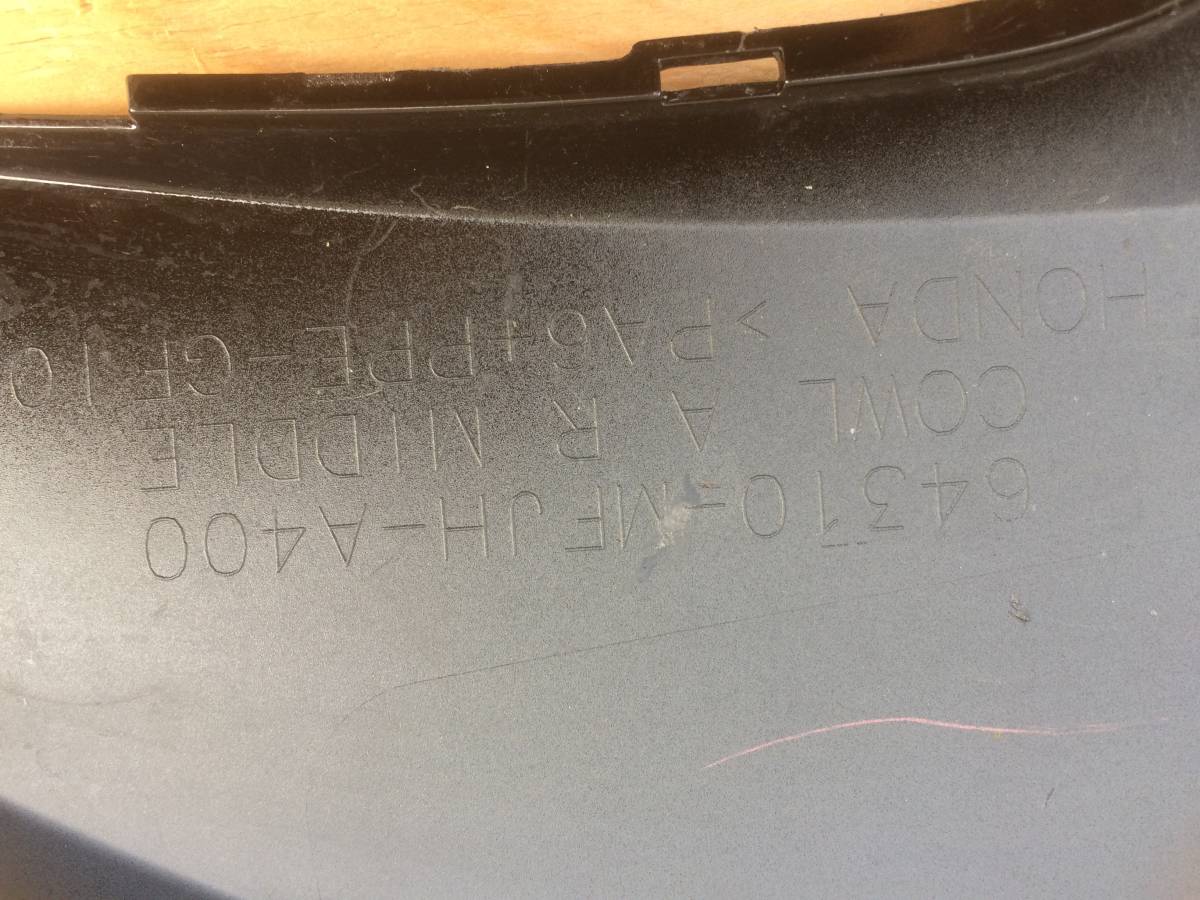 64310-MFJH-A400
COWL A R MIDDLE
HONDA >PA6+PPE-GF10